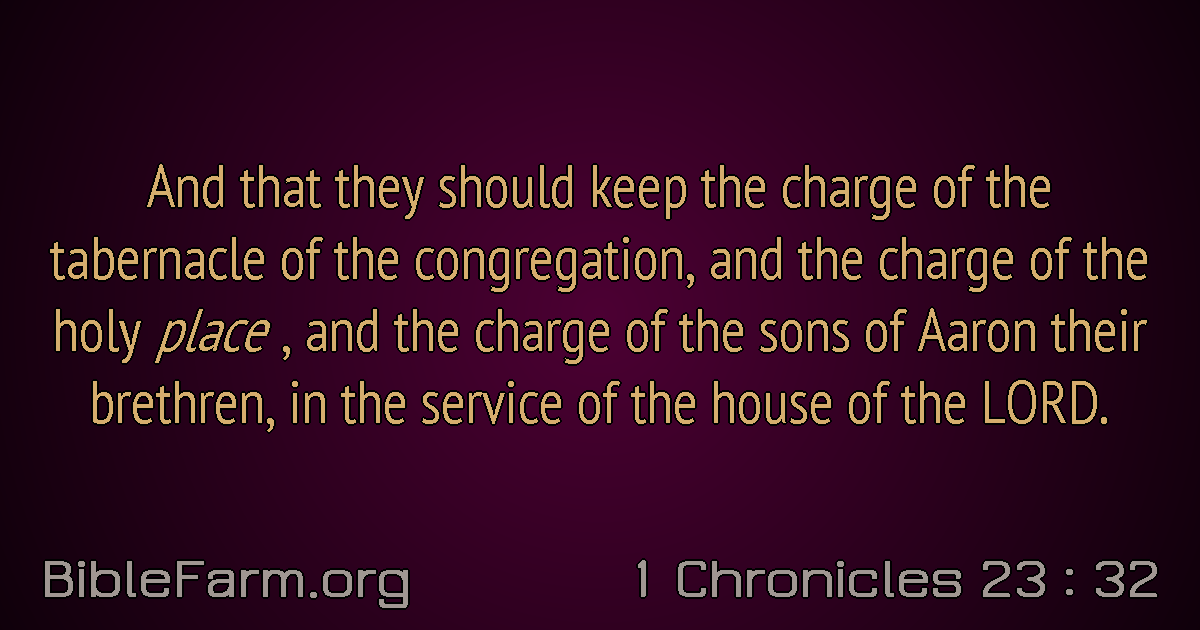 And that they should keep the charge of the
tabernacle of the congregation, and the charge of the
holy place , and the charge of the sons of Aaron their
brethren, in the service of the house of the LORD.
BibleFarm.org
1 Chronicles 23 : 32